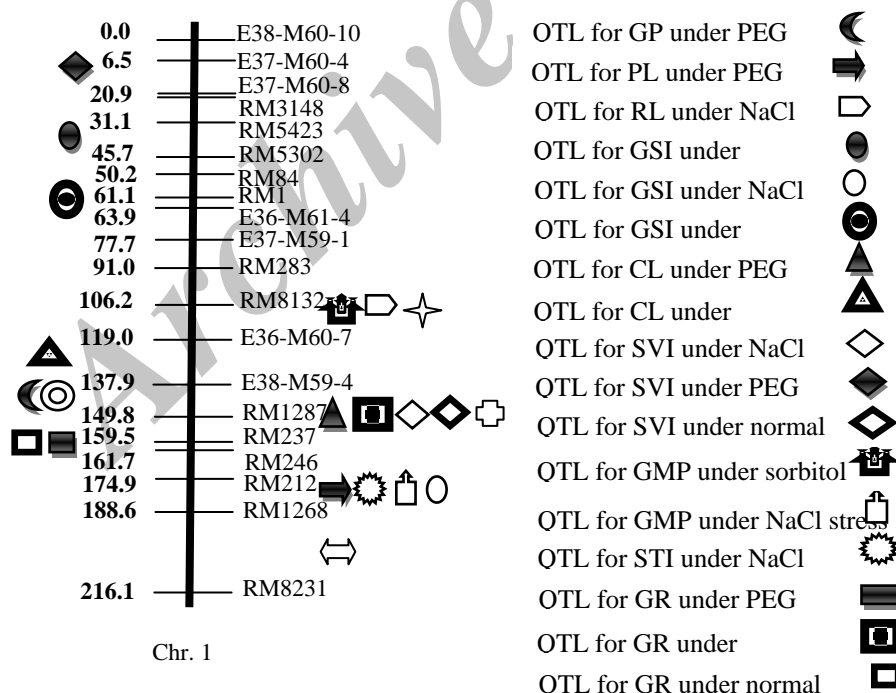 0.0 E38-M60-10
6.5 E37-M60-4
E37-M60-8
20.9
RM3148
31.1
RM5423
45.7 RM5302
50.2 RM84
61.1 RM1
63.9 E36-M61-4
77.7 E37-M59-1
91.0 RM283
106.2 RM8132
119.0 E36-M60-7
137.9 E38-M59-4
149.8 RM1287
159.5 RM237
161.7 RM246
174.9 RM212
188.6 RM1268
216.1 RM8231
Chr. 1
Archive of
QTL for GP under PEG
QTL for PL under PEG
QTL for RL under NaCl
QTL for GSI under
QTL for GSI under NaCl
QTL for GSI under
QTL for CL under PEG
QTL for CL under
QTL for SVI under NaCl
QTL for SVI under PEG
QTL for SVI under normal
QTL for GMP under sorbitol
QTL for GMP under NaCl stress
QTL for STI under NaCl
QTL for GR under PEG
QTL for GR under
QTL for GR under normal